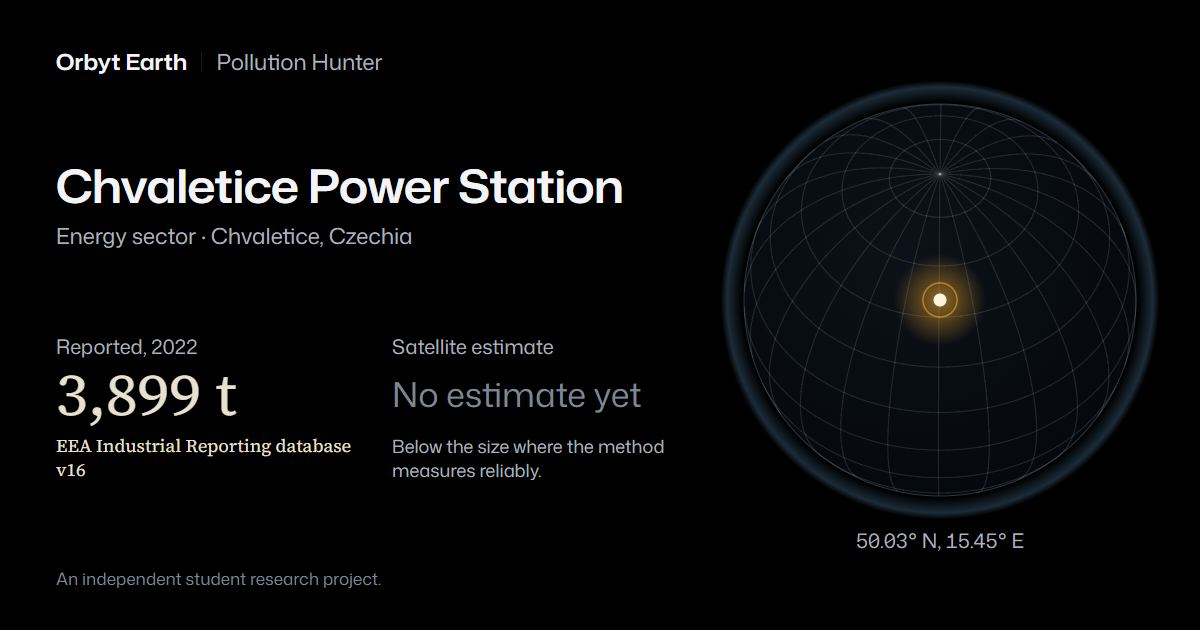 Orbyt Earth | Pollution Hunter
Chvaletice Power Station
Energy sector · Chvaletice, Czechia
Reported, 2022
3,899 t
EEA Industrial Reporting database
v16
Satellite estimate
No estimate yet
Below the size where the method
measures reliably.
50.03° N, 15.45° E
An independent student research project.